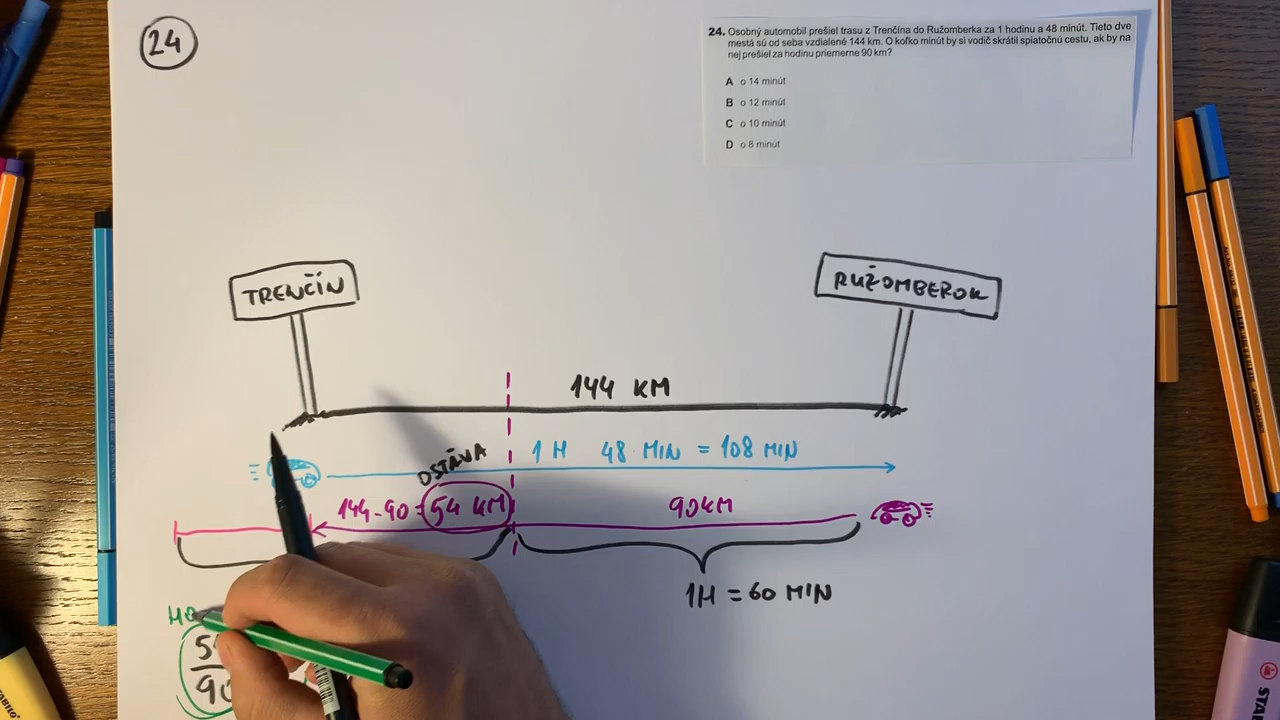 24
24. Osobný automobil prešiel trasu z Trenčína do Ružomberka za 1 hodinu a 48 minút. Tieto dve
mestá sú od seba vzdialené 144 km. O koľko minút by si vodič skrátil spiatočnú cestu, ak by na
nej prešiel za hodinu priemerne 90 km?
A o 14 minút
B o 12 minút
C o 10 minút
D o 8 minút
TRENČÍN
RUŽOMBEROK
144 KM
OSTÁVA
1 H 48 MIN = 108 MIN
144-90=54 KM
90KM
1H = 60 MIN
90